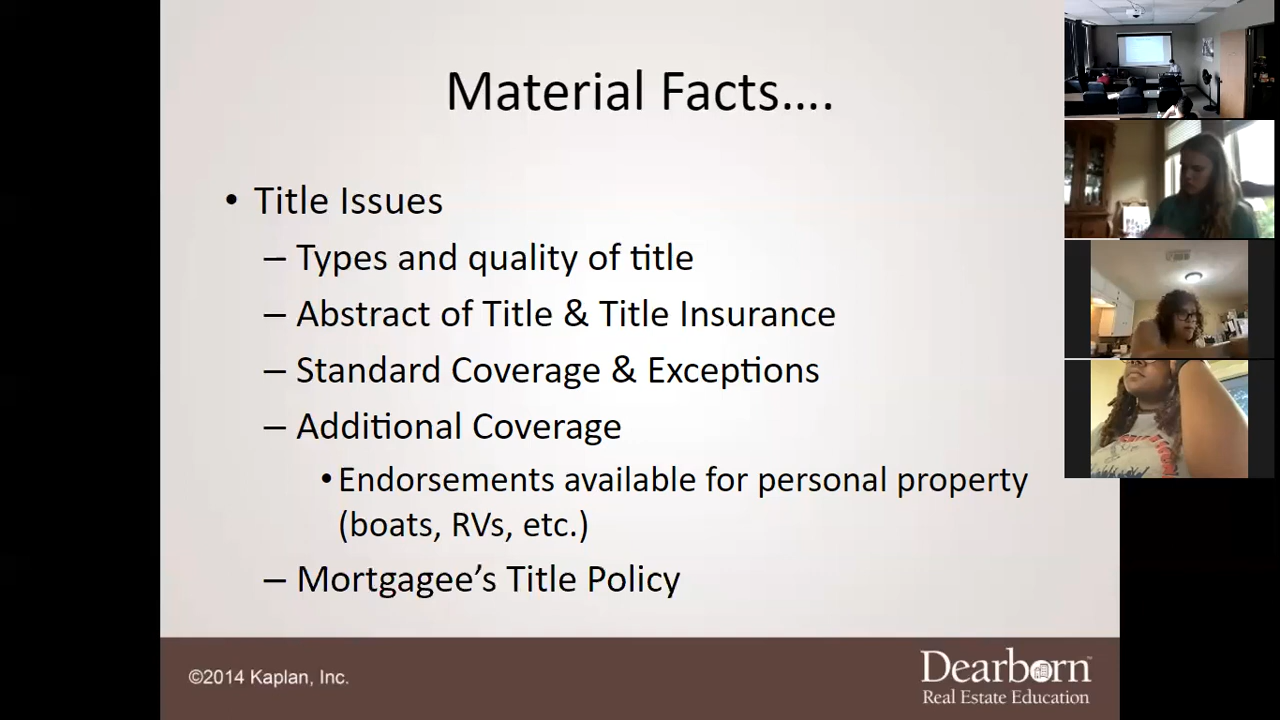 Material Facts....
• Title Issues
– Types and quality of title
– Abstract of Title & Title Insurance
– Standard Coverage & Exceptions
– Additional Coverage
• Endorsements available for personal property
(boats, RVs, etc.)
– Mortgagee’s Title Policy
©2014 Kaplan, Inc.
Dearborn™
Real Estate Education